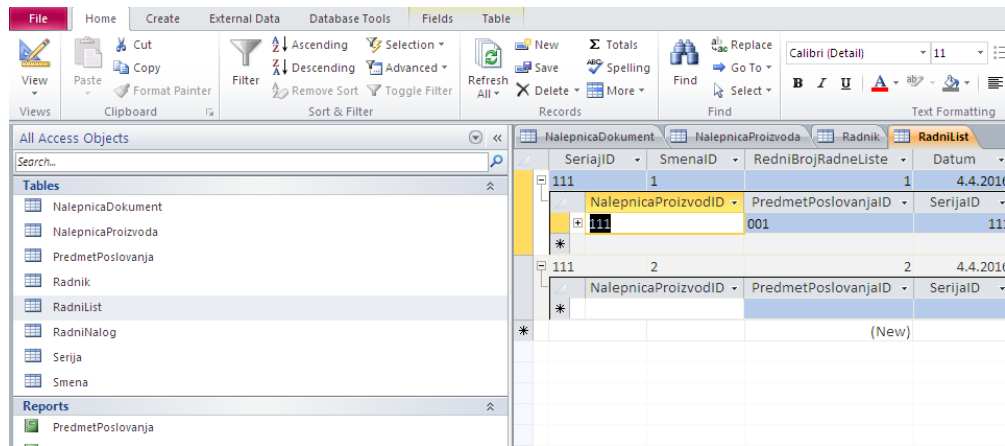 File Home Create External Data Database Tools Fields Table
View Paste Cut Copy Format Painter
Filter Ascending Descending Remove Sort Selection Advanced Toggle Filter
Refresh All New Save Delete Totals Spelling More
Find Replace Go To Select
Calibri (Detail) 11
B I U A ab
Views Clipboard Sort & Filter Records Find Text Formatting
All Access Objects
Search...
Tables
NalepnicaDokument
NalepnicaProizvoda
PredmetPoslovanja
Radnik
RadniList
RadniNalog
Serija
Smena
Reports
PredmetPoslovanja
NalepnicaDokument NalepnicaProizvoda Radnik RadniList
SeriajID SmenaID RedniBrojRadneListe Datum
111 1 1 4.4.2016
NalepnicaProizvodID PredmetPoslovanjaID SerijaID
111 001 111
111 2 2 4.4.2016
NalepnicaProizvodID PredmetPoslovanjaID SerijaID
(New)